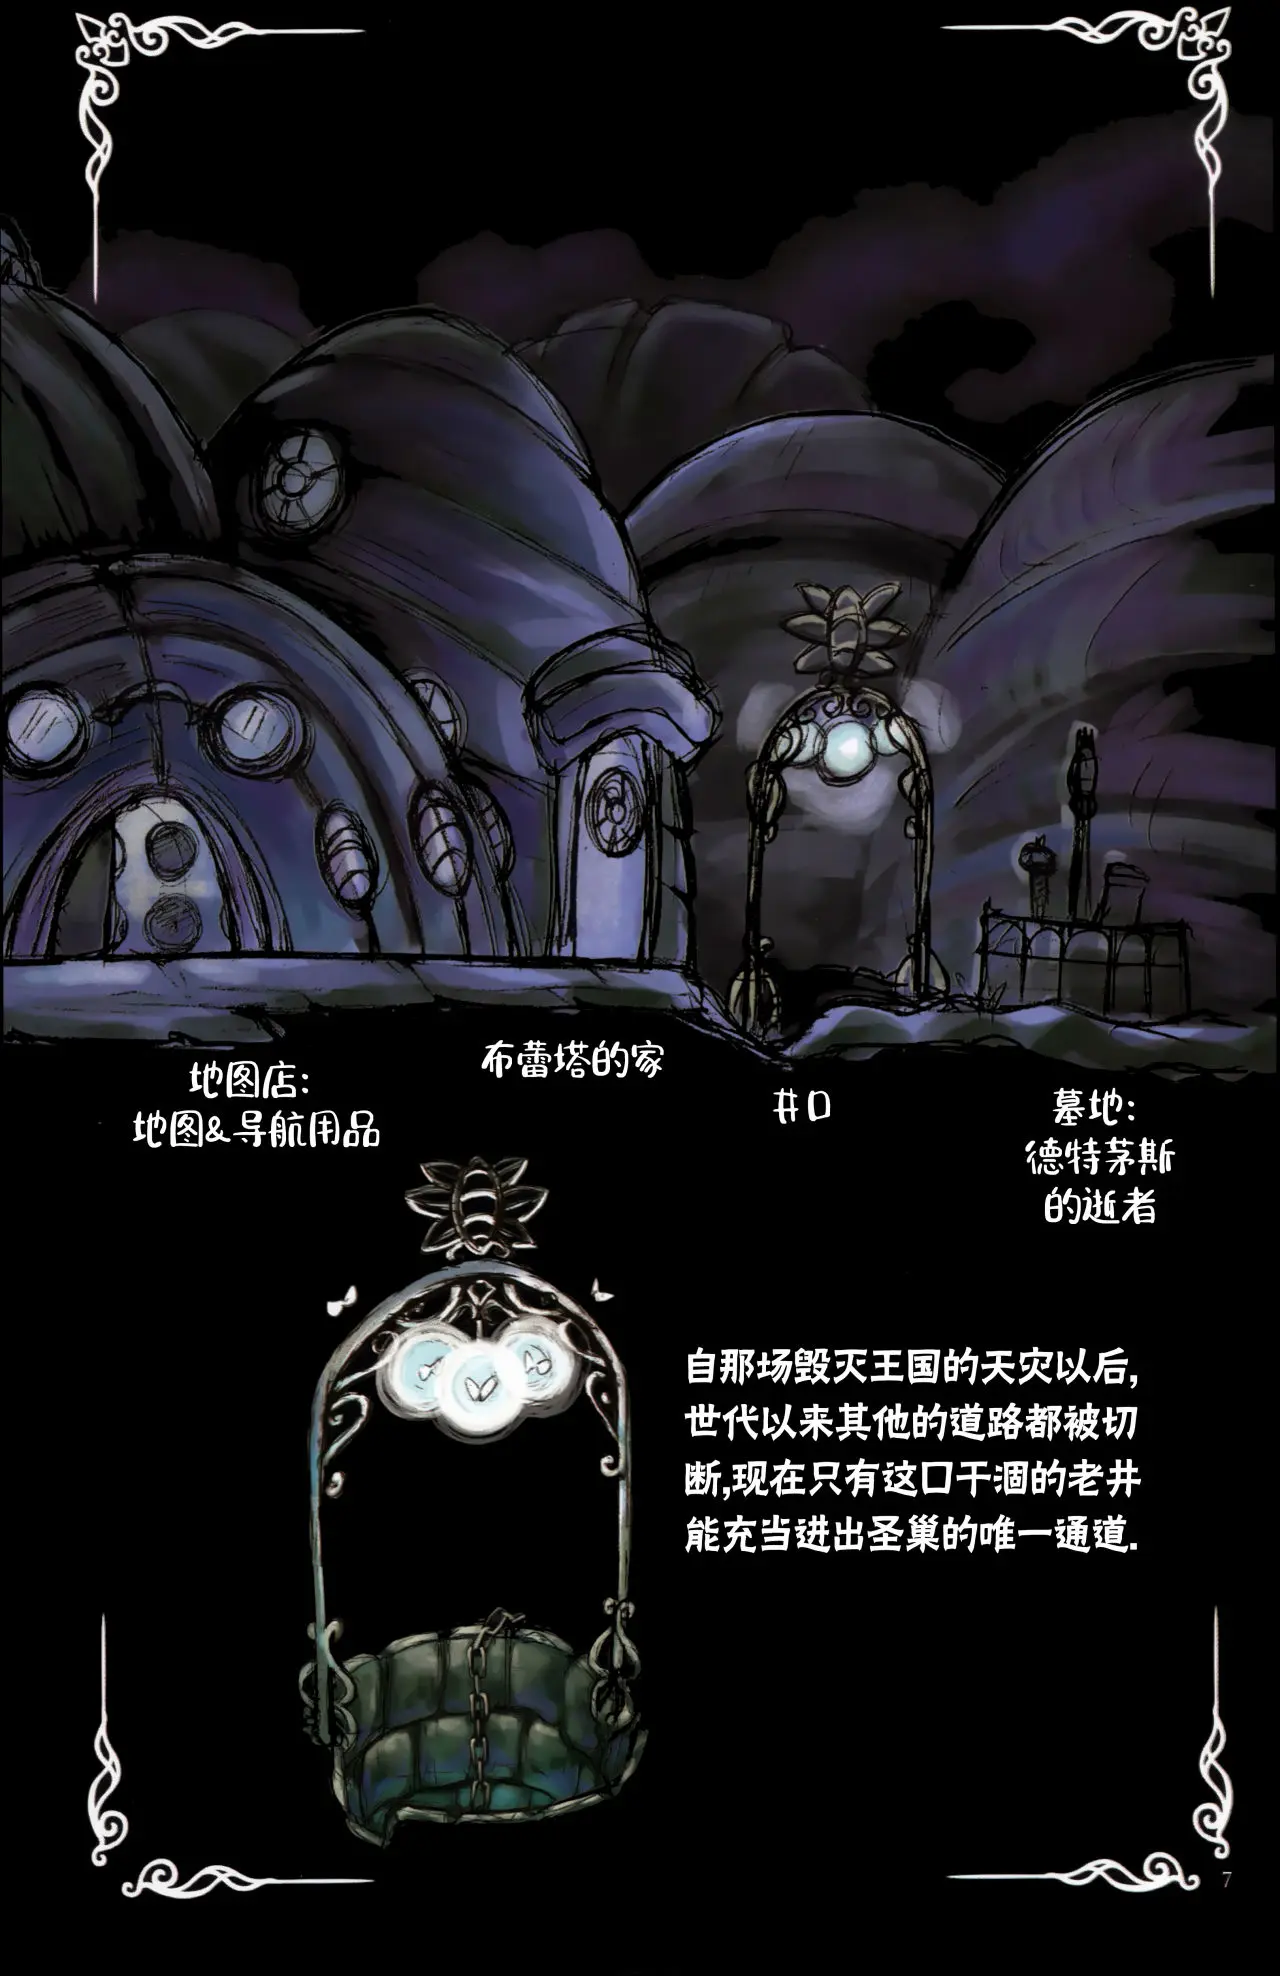 布蕾塔的家
地图店:
地图&导航用品
井口
墓地:
德特茅斯
的逝者
自那场毁灭王国的天灾以后,
世代以来其他的道路都被切
断,现在只有这口干涸的老井
能充当进出圣巢的唯一通道.
7